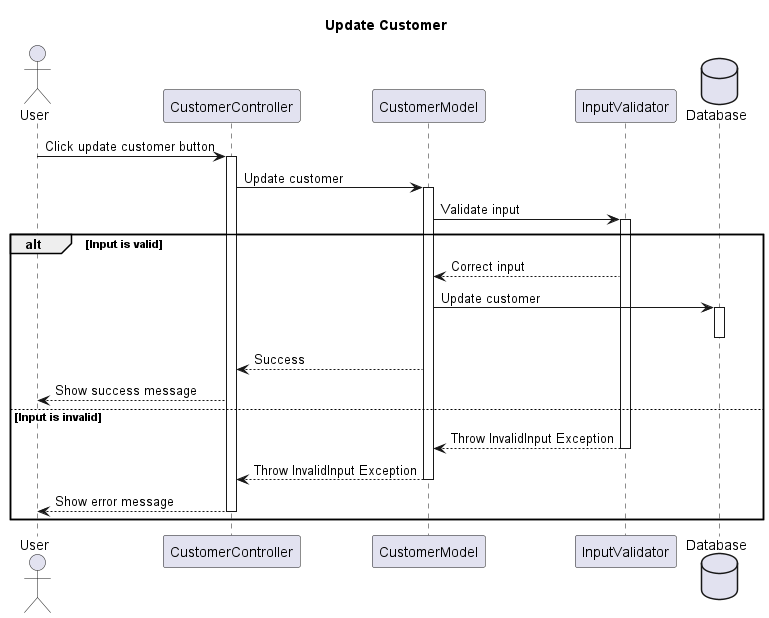 Update Customer
User
CustomerController
CustomerModel
InputValidator
Database
Click update customer button
Update customer
Validate input
alt
[Input is valid]
Correct input
Update customer
Success
Show success message
[Input is invalid]
Throw InvalidInput Exception
Throw InvalidInput Exception
Show error message
User
CustomerController
CustomerModel
InputValidator
Database